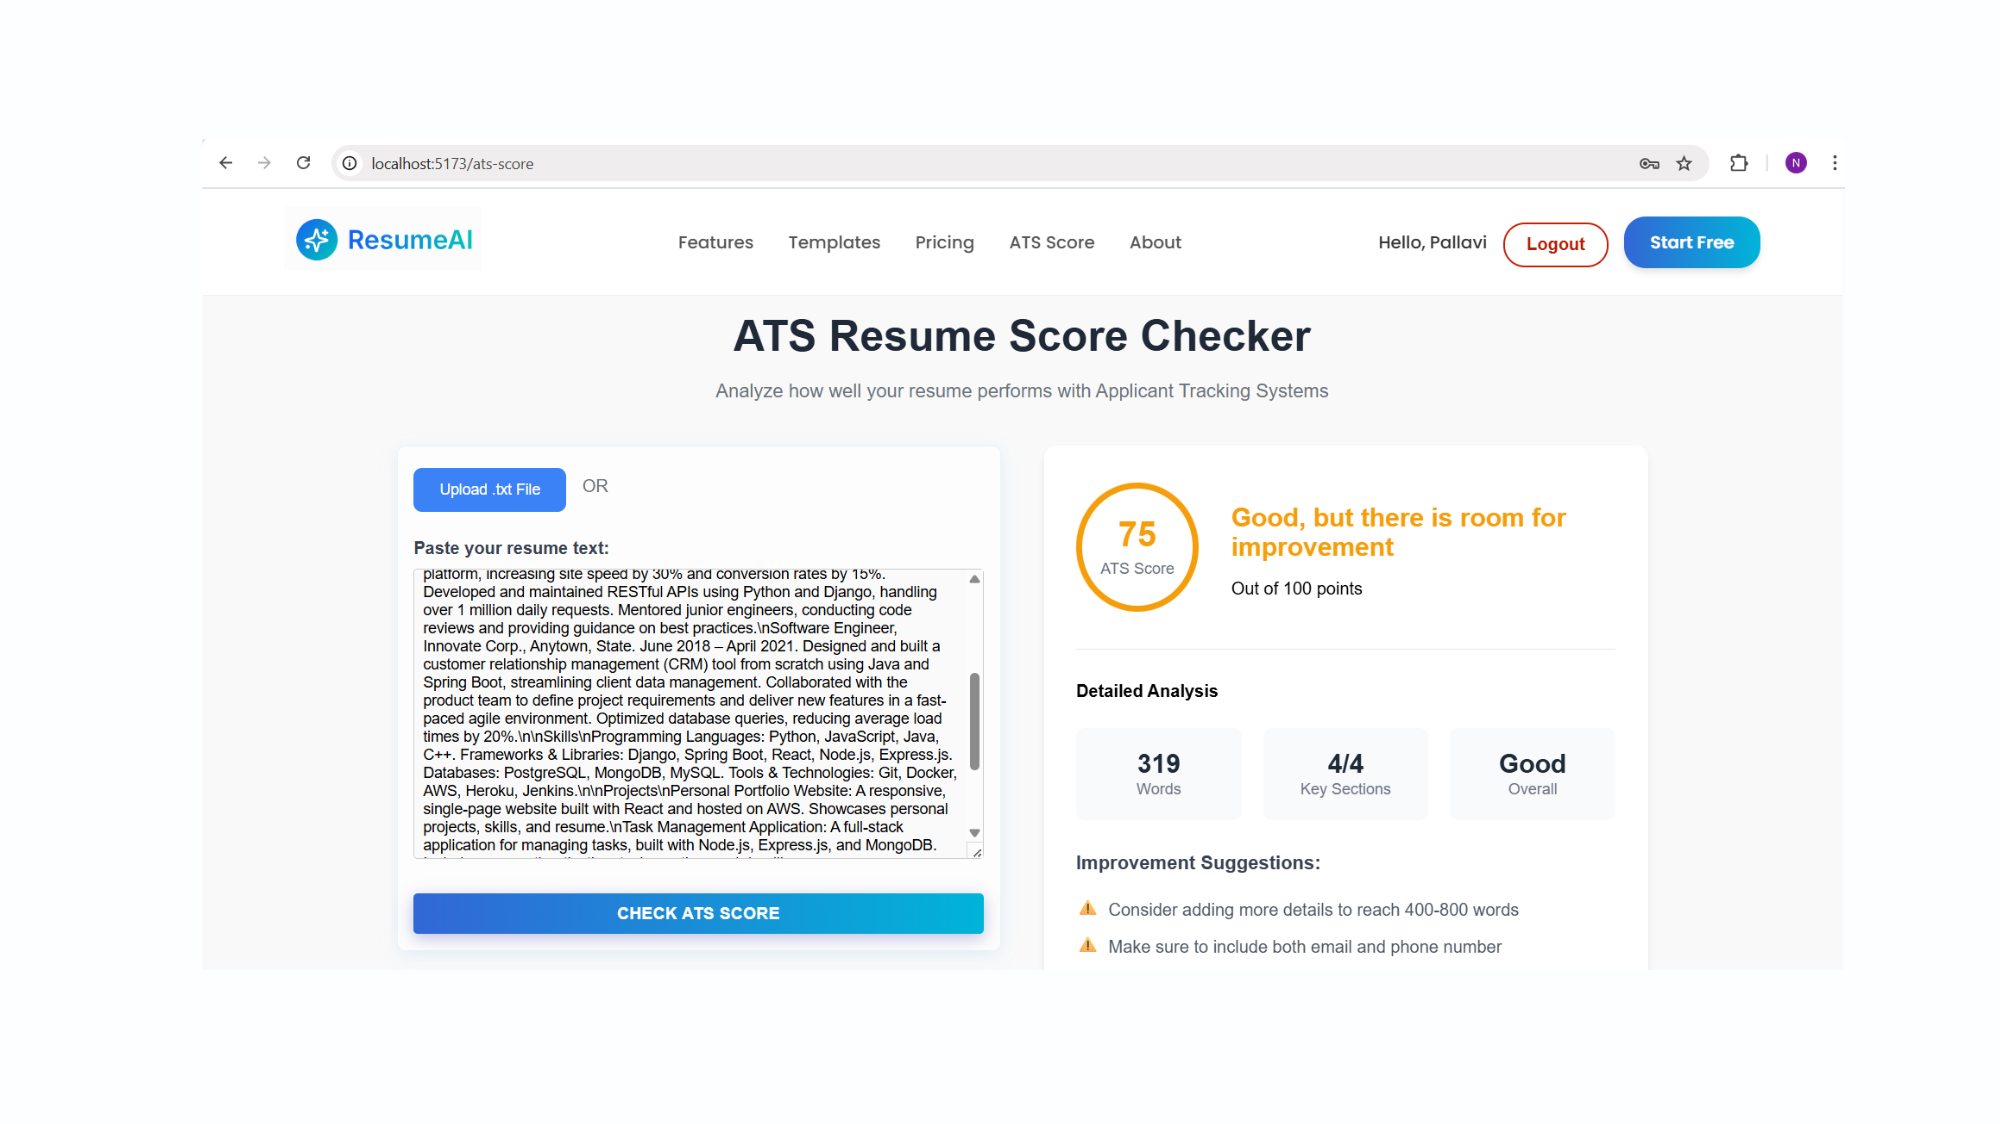 localhost:5173/ats-score
N
ResumeAI
Features
Templates
Pricing
ATS Score
About
Hello, Pallavi
Logout
Start Free
ATS Resume Score Checker
Analyze how well your resume performs with Applicant Tracking Systems
Upload .txt File
OR
Paste your resume text:
platform, increasing site speed by 30% and conversion rates by 15%.
Developed and maintained RESTful APIs using Python and Django, handling
over 1 million daily requests. Mentored junior engineers, conducting code
reviews and providing guidance on best practices.\nSoftware Engineer,
Innovate Corp., Anytown, State. June 2018 – April 2021. Designed and built a
customer relationship management (CRM) tool from scratch using Java and
Spring Boot, streamlining client data management. Collaborated with the
product team to define project requirements and deliver new features in a fast-
paced agile environment. Optimized database queries, reducing average load
times by 20%.\n\nSkills\nProgramming Languages: Python, JavaScript, Java,
C++. Frameworks & Libraries: Django, Spring Boot, React, Node.js, Express.js.
Databases: PostgreSQL, MongoDB, MySQL. Tools & Technologies: Git, Docker,
AWS, Heroku, Jenkins.\n\nProjects\nPersonal Portfolio Website: A responsive,
single-page website built with React and hosted on AWS. Showcases personal
projects, skills, and resume.\nTask Management Application: A full-stack
application for managing tasks, built with Node.js, Express.js, and MongoDB.
CHECK ATS SCORE
75
ATS Score
Good, but there is room for
improvement
Out of 100 points
Detailed Analysis
319
Words
4/4
Key Sections
Good
Overall
Improvement Suggestions:
Consider adding more details to reach 400-800 words
Make sure to include both email and phone number